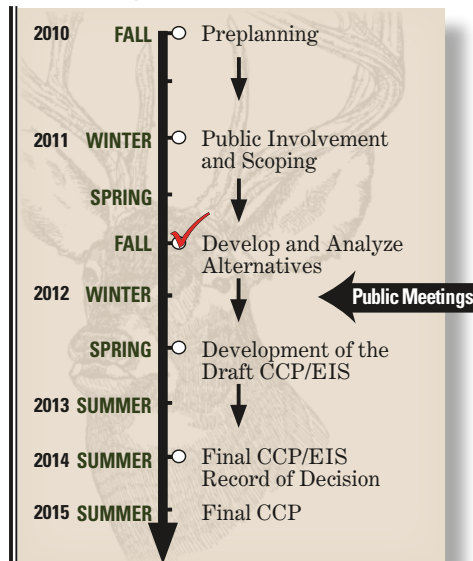 2010 FALL Preplanning
2011 WINTER Public Involvement
and Scoping
SPRING
FALL Develop and Analyze
Alternatives
2012 WINTER Public Meetings
SPRING Development of the
Draft CCP/EIS
2013 SUMMER
2014 SUMMER Final CCP/EIS
Record of Decision
2015 SUMMER Final CCP